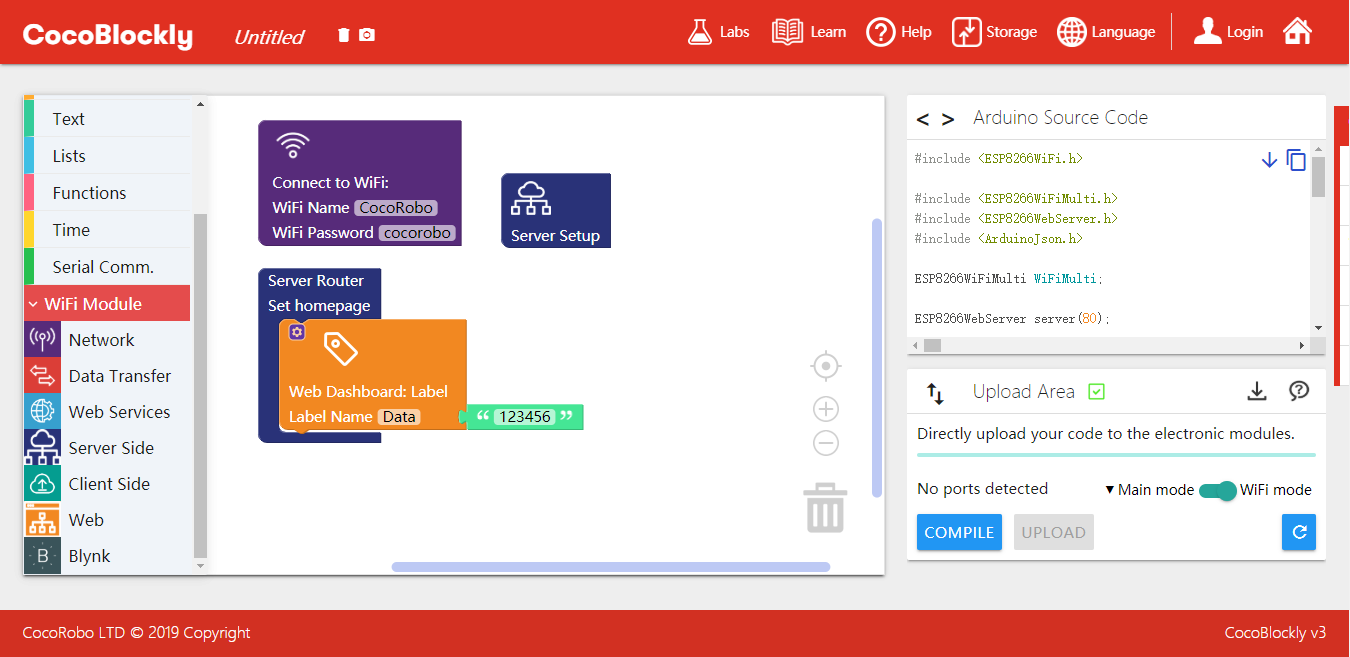 CocoBlockly
Untitled
Labs
Learn
Help
Storage
Language
Login
Text
Lists
Functions
Time
Serial Comm.
WiFi Module
Network
Data Transfer
Web Services
Server Side
Client Side
Web
B Blynk
Connect to WiFi:
WiFi Name CocoRobo
WiFi Password cocorobo
Server Setup
Server Router
Set homepage
Web Dashboard: Label
Label Name Data “ 123456 ”
< > Arduino Source Code
#include <ESP8266WiFi.h>
#include <ESP8266WiFiMulti.h>
#include <ESP8266WebServer.h>
#include <ArduinoJson.h>
ESP8266WiFiMulti WiFiMulti;
ESP8266WebServer server(80);
Upload Area
Directly upload your code to the electronic modules.
No ports detected
▼ Main mode WiFi mode
COMPILE
UPLOAD
CocoRobo LTD © 2019 Copyright
CocoBlockly v3